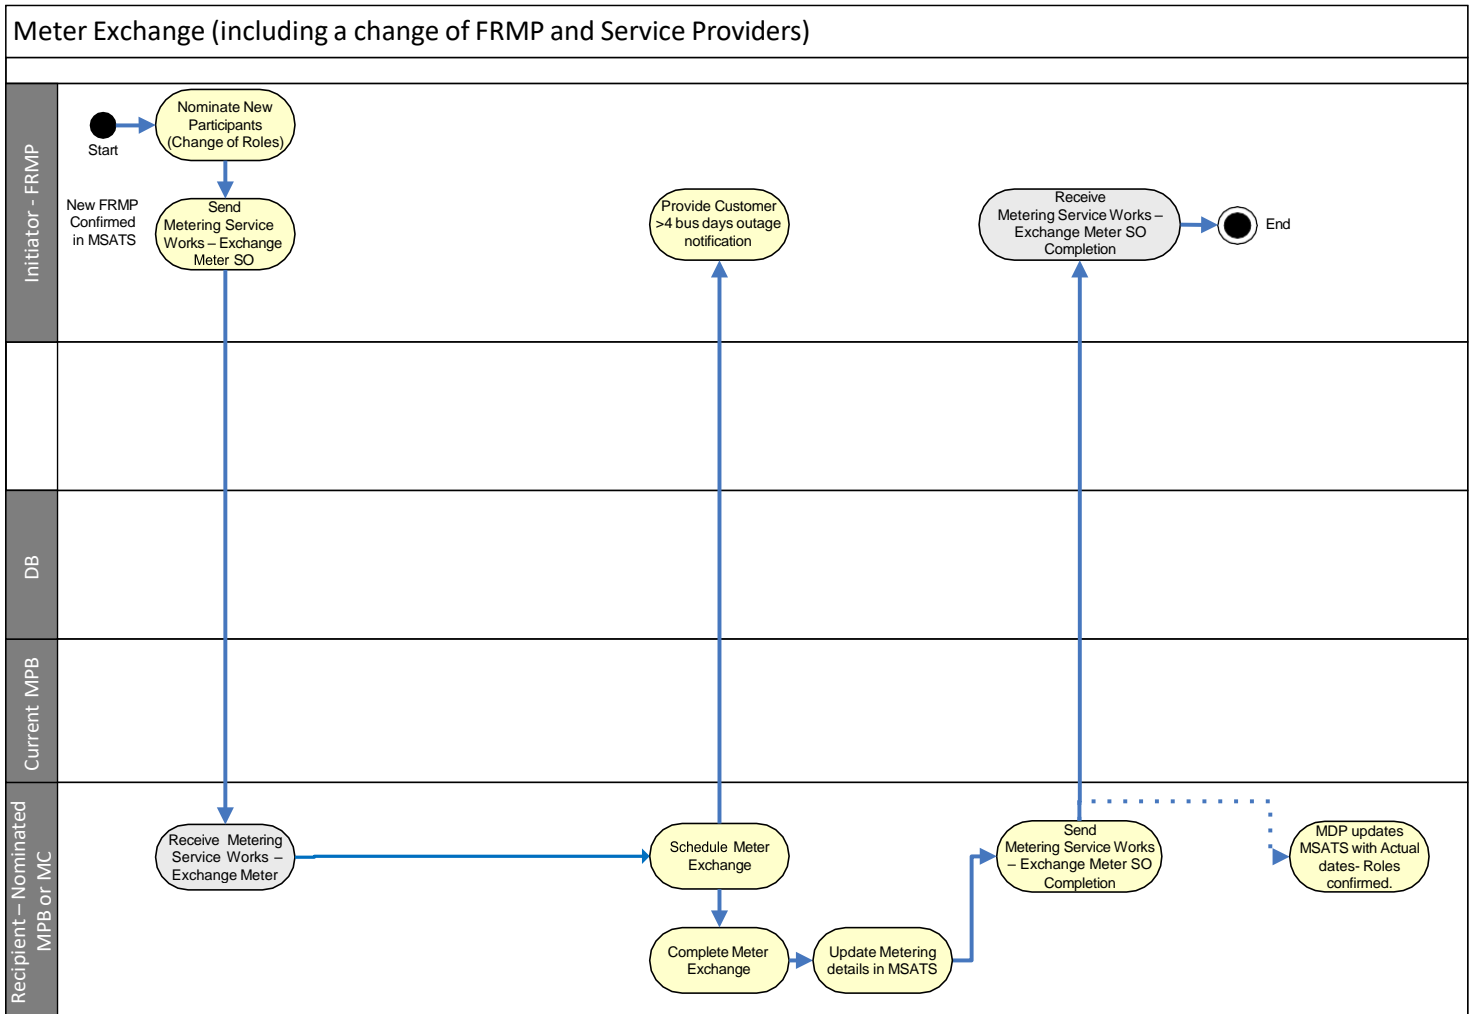 Meter Exchange (including a change of FRMP and Service Providers)
Initiator - FRMP
Start
Nominate New
Participants
(Change of Roles)
New FRMP
Confirmed
in MSATS
Send
Metering Service
Works – Exchange
Meter SO
Provide Customer
>4 bus days outage
notification
Receive
Metering Service Works –
Exchange Meter SO
Completion
End
DB
Current MPB
Recipient – Nominated
MPB or MC
Receive Metering
Service Works –
Exchange Meter
Schedule Meter
Exchange
Complete Meter
Exchange
Update Metering
details in MSATS
Send
Metering Service Works
– Exchange Meter SO
Completion
MDP updates
MSATS with Actual
dates- Roles
confirmed.